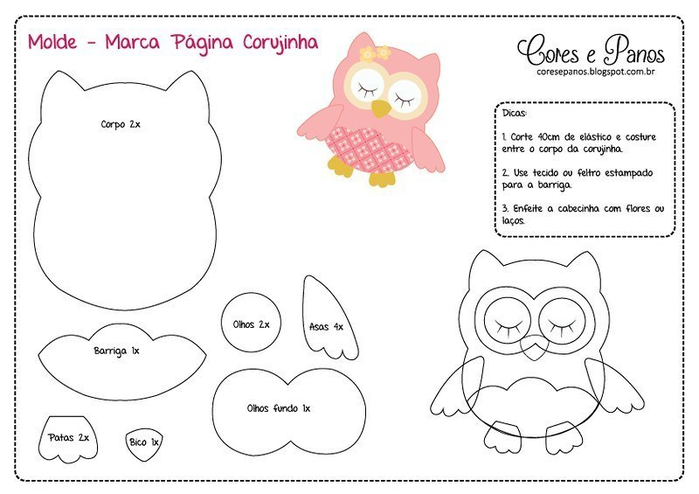 Molde - Marca Página Corujinha
Cores e Panos
coresepanos.blogspot.com.br
Corpo 2x
Dicas:
1. Corte 40cm de elástico e costure
entre o corpo da corujinha.
2. Use tecido ou feltro estampado
para a barriga.
3. Enfeite a cabecinha com flores ou
laços.
Olhos 2x
Asas 4x
Barriga 1x
Olhos fundo 1x
Patas 2x
Bico 1x